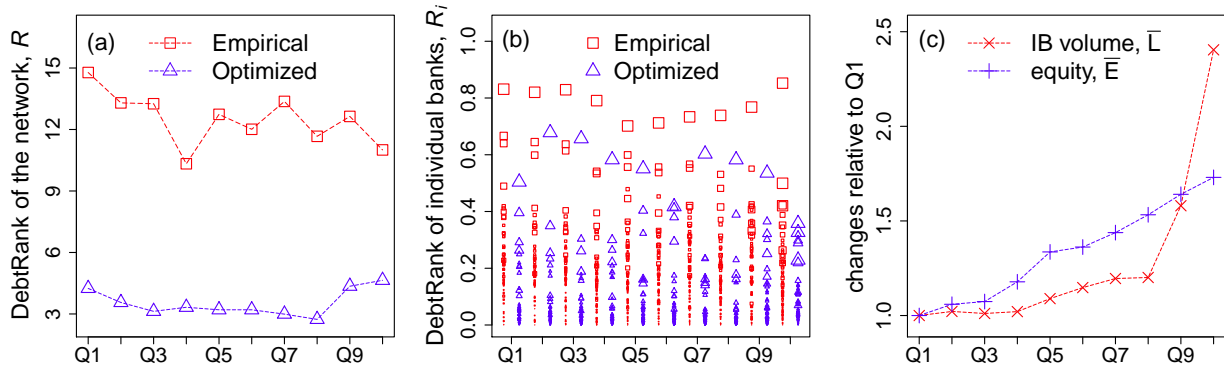 (a)
Empirical
Optimized
DebtRank of the network, R
15
12
9
6
3
Q1 Q3 Q5 Q7 Q9
(b)
Empirical
Optimized
DebtRank of individual banks, R_i
1.0
0.8
0.6
0.4
0.2
0.0
Q1 Q3 Q5 Q7 Q9
(c)
IB volume, L̅
equity, E̅
changes relative to Q1
2.5
2.0
1.5
1.0
Q1 Q3 Q5 Q7 Q9